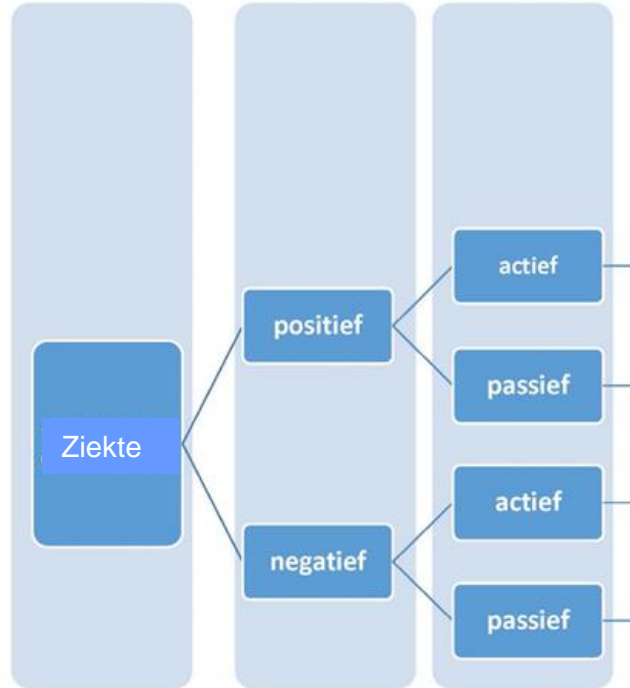 Ziekte
positief
negatief
actief
passief
actief
passief